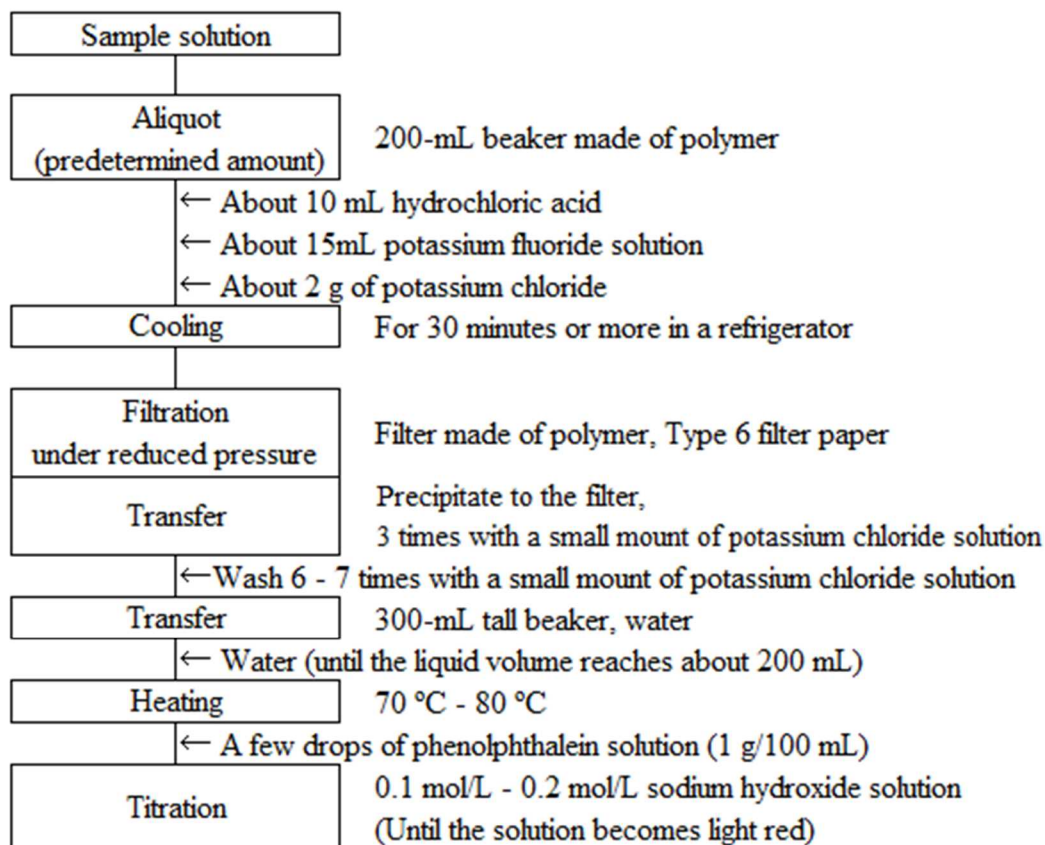 Sample solution
Aliquot
(predetermined amount)
200-mL beaker made of polymer
← About 10 mL hydrochloric acid
← About 15mL potassium fluoride solution
← About 2 g of potassium chloride
Cooling
For 30 minutes or more in a refrigerator
Filtration
under reduced pressure
Filter made of polymer, Type 6 filter paper
Transfer
Precipitate to the filter,
3 times with a small mount of potassium chloride solution
←Wash 6 - 7 times with a small mount of potassium chloride solution
Transfer
300-mL tall beaker, water
← Water (until the liquid volume reaches about 200 mL)
Heating
70 °C - 80 °C
← A few drops of phenolphthalein solution (1 g/100 mL)
Titration
0.1 mol/L - 0.2 mol/L sodium hydroxide solution
(Until the solution becomes light red)